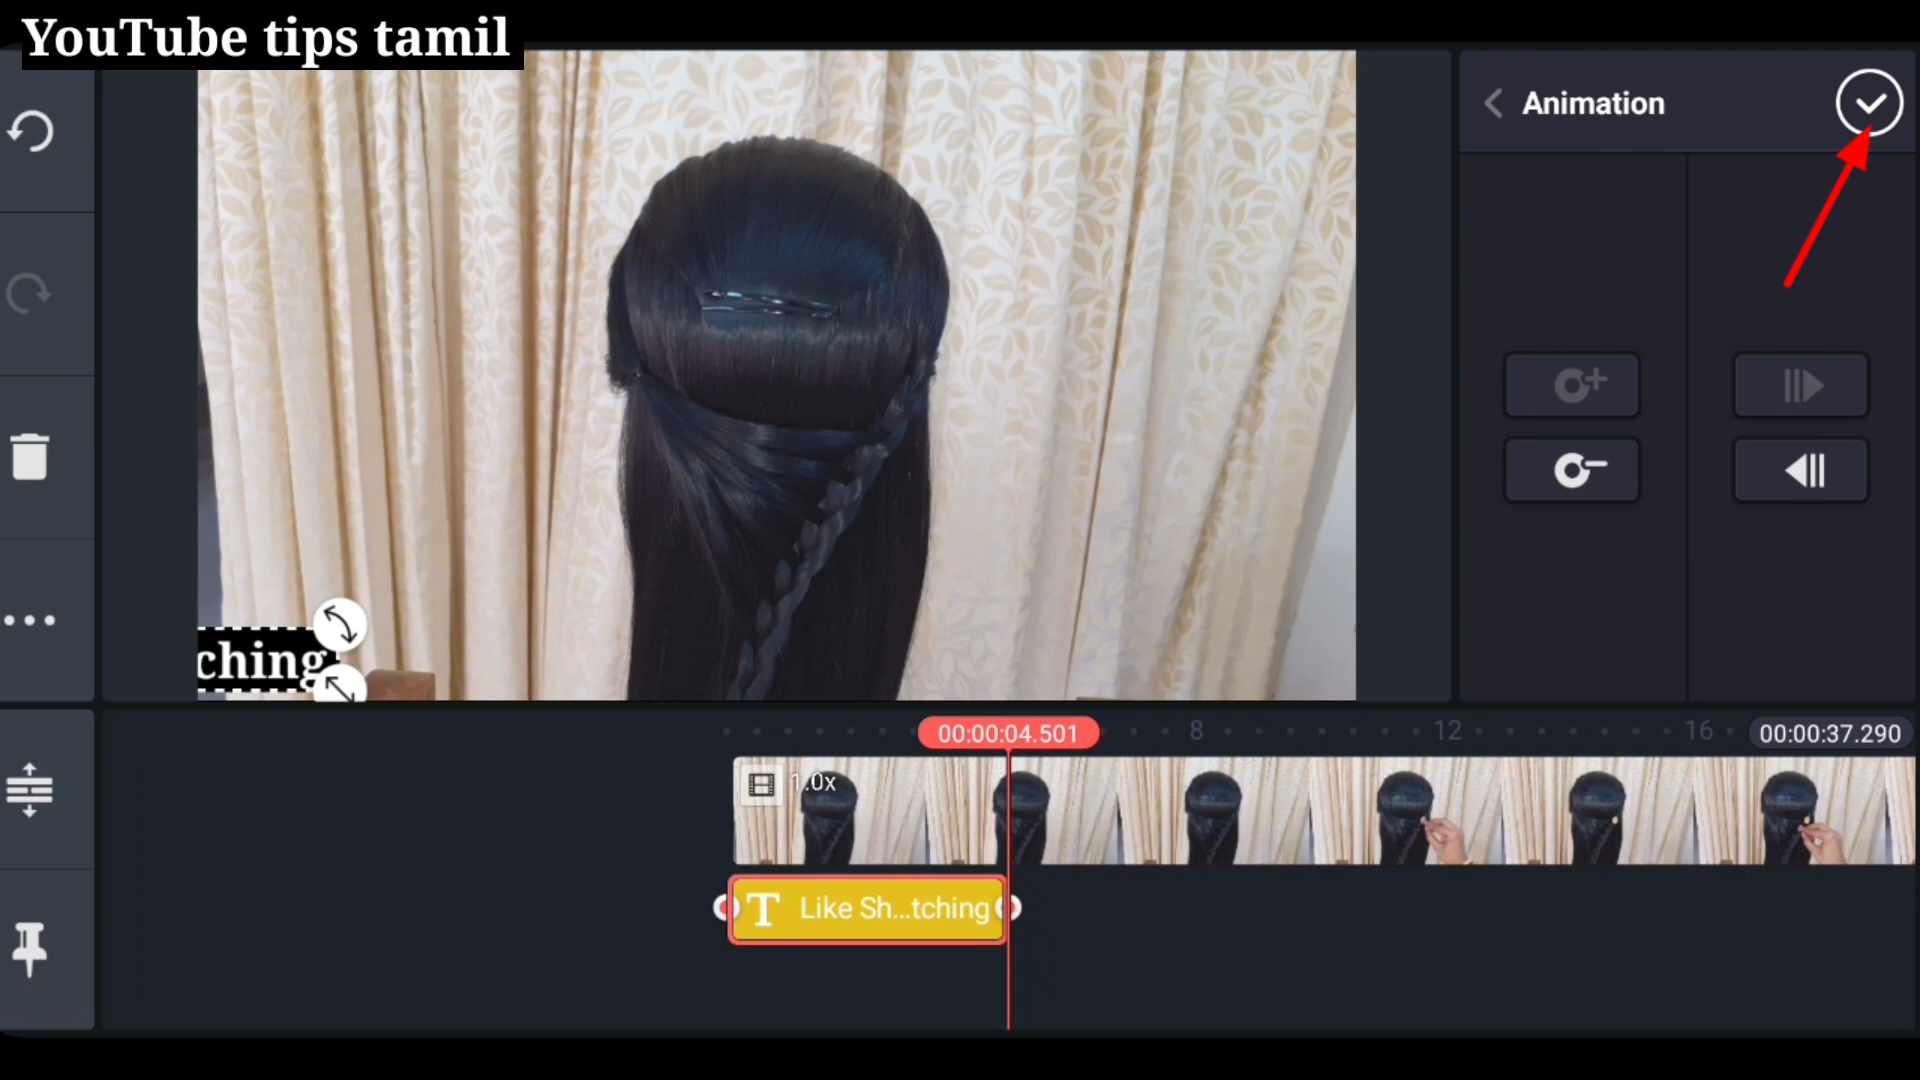 YouTube tips tamil
Animation
ching
00:00:04.501
8
12
16
00:00:37.290
1.0x
T Like Sh...tching